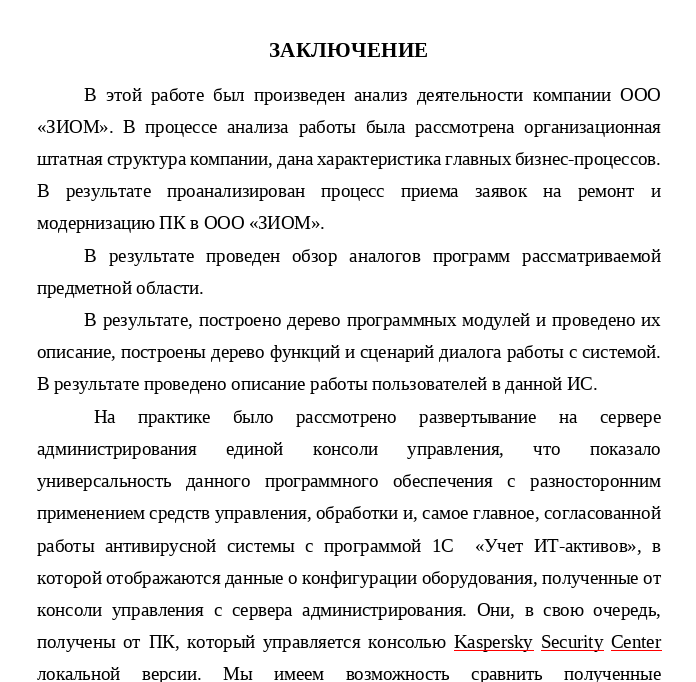 ЗАКЛЮЧЕНИЕ
В этой работе был произведен анализ деятельности компании ООО
«ЗИОМ». В процессе анализа работы была рассмотрена организационная
штатная структура компании, дана характеристика главных бизнес-процессов.
В результате проанализирован процесс приема заявок на ремонт и
модернизацию ПК в ООО «ЗИОМ».
В результате проведен обзор аналогов программ рассматриваемой
предметной области.
В результате, построено дерево программных модулей и проведено их
описание, построены дерево функций и сценарий диалога работы с системой.
В результате проведено описание работы пользователей в данной ИС.
На практике было рассмотрено развертывание на сервере
администрирования единой консоли управления, что показало
универсальность данного программного обеспечения с разносторонним
применением средств управления, обработки и, самое главное, согласованной
работы антивирусной системы с программой 1С «Учет ИТ-активов», в
которой отображаются данные о конфигурации оборудования, полученные от
консоли управления с сервера администрирования. Они, в свою очередь,
получены от ПК, который управляется консолью Kaspersky Security Center
локальной версии. Мы имеем возможность сравнить полученные